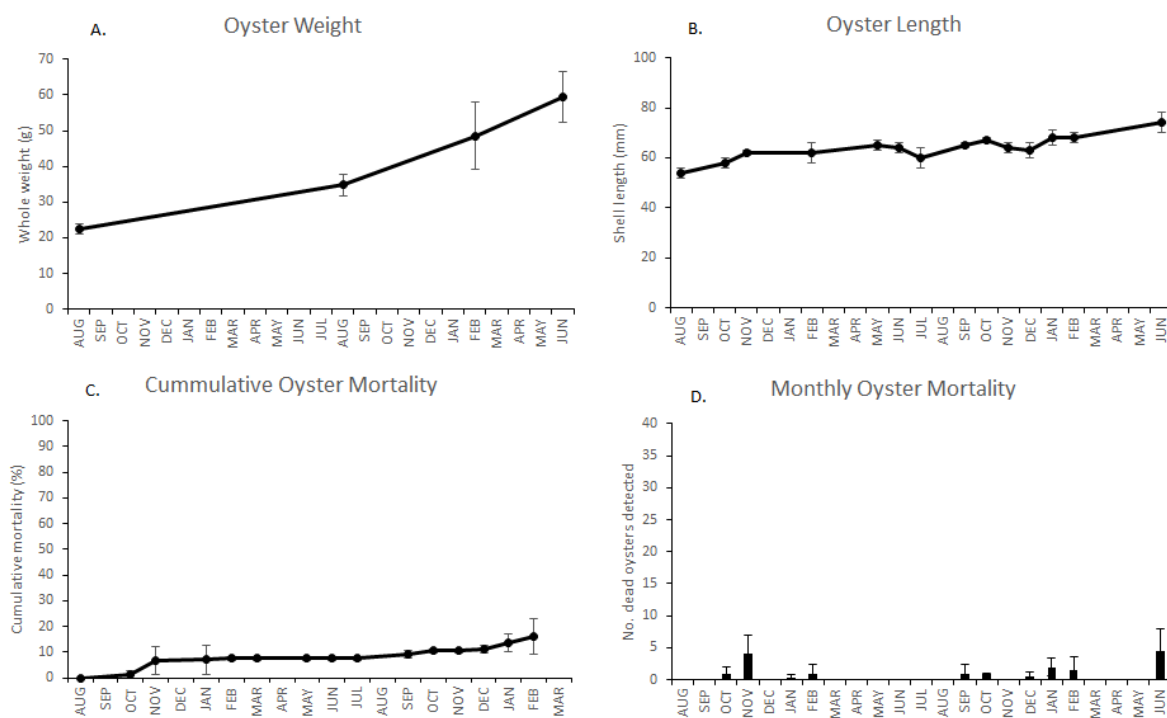 A. Oyster Weight
70
60
50
40
30
20
10
0
Whole weight (g)
AUG SEP OCT NOV DEC JAN FEB MAR APR MAY JUN JUL AUG SEP OCT NOV DEC JAN FEB MAR APR MAY JUN
B. Oyster Length
100
80
60
40
20
0
Shell length (mm)
AUG SEP OCT NOV DEC JAN FEB MAR APR MAY JUN JUL AUG SEP OCT NOV DEC JAN FEB MAR APR MAY JUN
C. Cummulative Oyster Mortality
100
90
80
70
60
50
40
30
20
10
0
Cumulative mortality (%)
AUG SEP OCT NOV DEC JAN FEB MAR APR MAY JUN JUL AUG SEP OCT NOV DEC JAN FEB MAR
D. Monthly Oyster Mortality
40
35
30
25
20
15
10
5
0
No. dead oysters detected
AUG SEP OCT NOV DEC JAN FEB MAR APR MAY JUN JUL AUG SEP OCT NOV DEC JAN FEB MAR APR MAY JUN